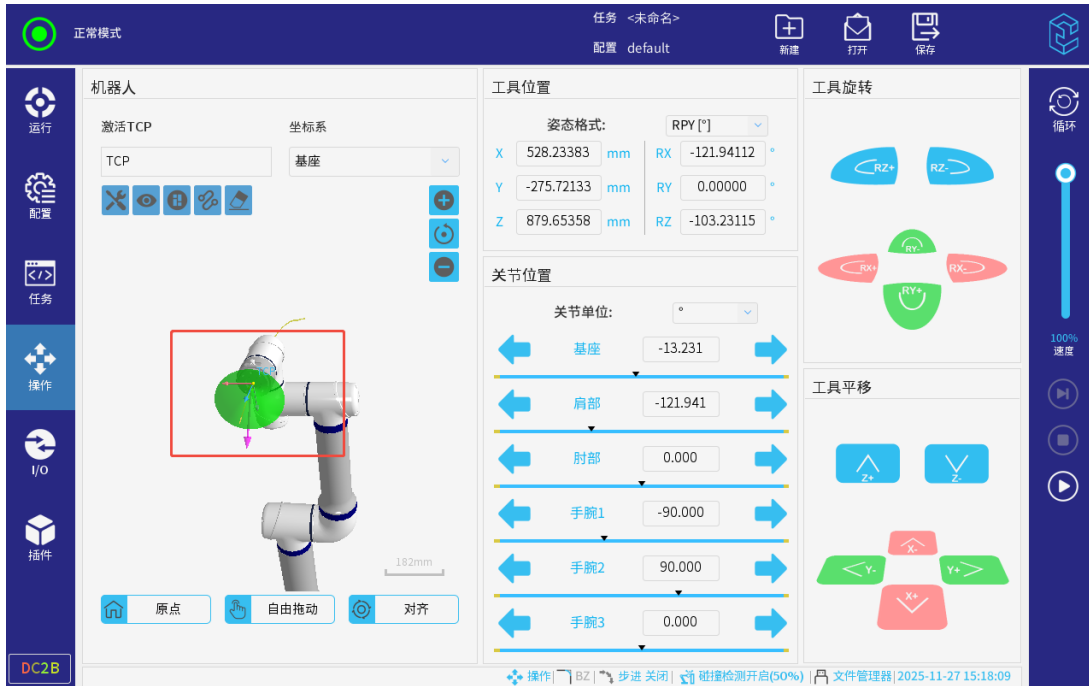 正常模式
任务 <未命名>
配置 default
新建
打开
保存
运行
配置
任务
操作
I/O
插件
DC2B
机器人
激活TCP
坐标系
TCP
基座
TCP
182mm
原点
自由拖动
对齐
工具位置
姿态格式: RPY [°]
X 528.23383 mm RX -121.94112 °
Y -275.72133 mm RY 0.00000 °
Z 879.65358 mm RZ -103.23115 °
关节位置
关节单位: °
基座 -13.231
肩部 -121.941
肘部 0.000
手腕1 -90.000
手腕2 90.000
手腕3 0.000
工具旋转
RZ+ RZ-
RY-
RX+ RX-
RY+
工具平移
Z+ Z-
X-
Y- Y+
X+
循环
100%
速度
操作| BZ| 步进 关闭| 碰撞检测开启(50%) | 文件管理器| 2025-11-27 15:18:09